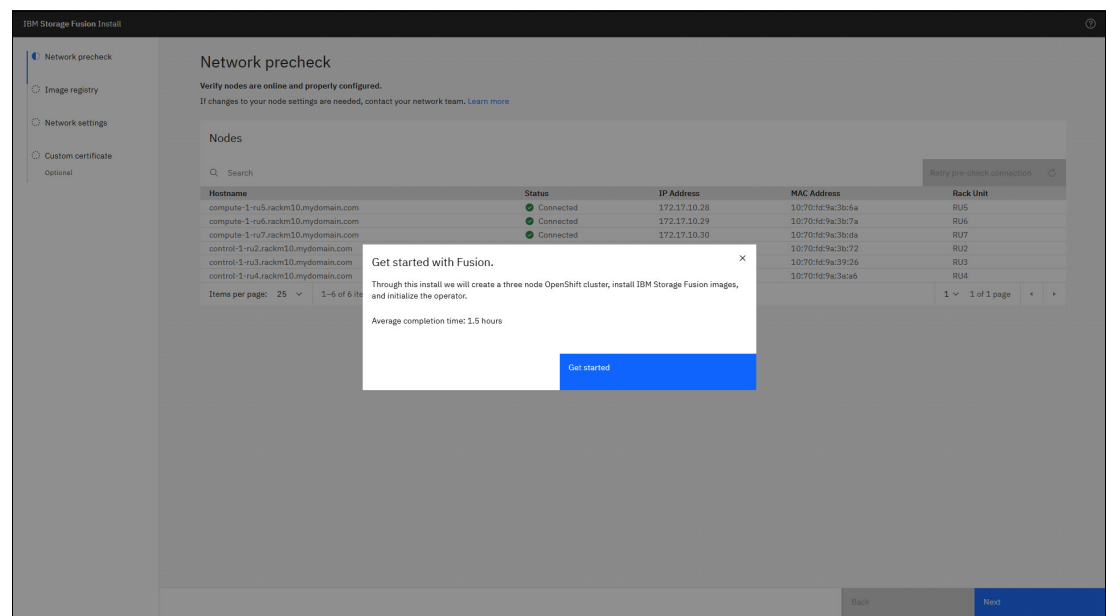 IBM Storage Fusion Install
Network precheck
Image registry
Network settings
Custom certificate
Optional
Network precheck
Verify nodes are online and properly configured.
If changes to your node settings are needed, contact your network team. Learn more
Nodes
Search
Retry pre-check connection
Hostname Status IP Address MAC Address Rack Unit
compute-1-ru5.rackm10.mydomain.com Connected 172.17.10.28 10:70:fd:9a:3b:6a RU5
compute-1-ru6.rackm10.mydomain.com Connected 172.17.10.29 10:70:fd:9a:3b:7a RU6
compute-1-ru7.rackm10.mydomain.com Connected 172.17.10.30 10:70:fd:9a:3b:da RU7
control-1-ru2.rackm10.mydomain.com 10:70:fd:9a:3b:72 RU2
control-1-ru3.rackm10.mydomain.com 10:70:fd:9a:39:26 RU3
control-1-ru4.rackm10.mydomain.com 10:70:fd:9a:3a:a6 RU4
Items per page: 25 1–6 of 6 ite 1 1 of 1 page
Get started with Fusion.
Through this install we will create a three node OpenShift cluster, install IBM Storage Fusion images,
and initialize the operator.
Average completion time: 1.5 hours
Get started
Back Next